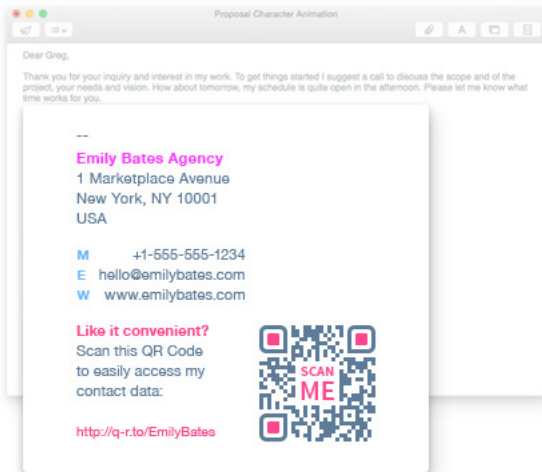 Proposal Character Animation
A
Dear Greg,
Thank you for your inquiry and interest in my work. To get things started I suggest a call to discuss the scope and of the
project, your needs and vision. How about tomorrow, my schedule is quite open in the afternoon. Please let me know what
time works for you.
--
Emily Bates Agency
1 Marketplace Avenue
New York, NY 10001
USA
M +1-555-555-1234
E hello@emilybates.com
W www.emilybates.com
Like it convenient?
Scan this QR Code
to easily access my
contact data:
http://q-r.to/EmilyBates
SCAN
ME